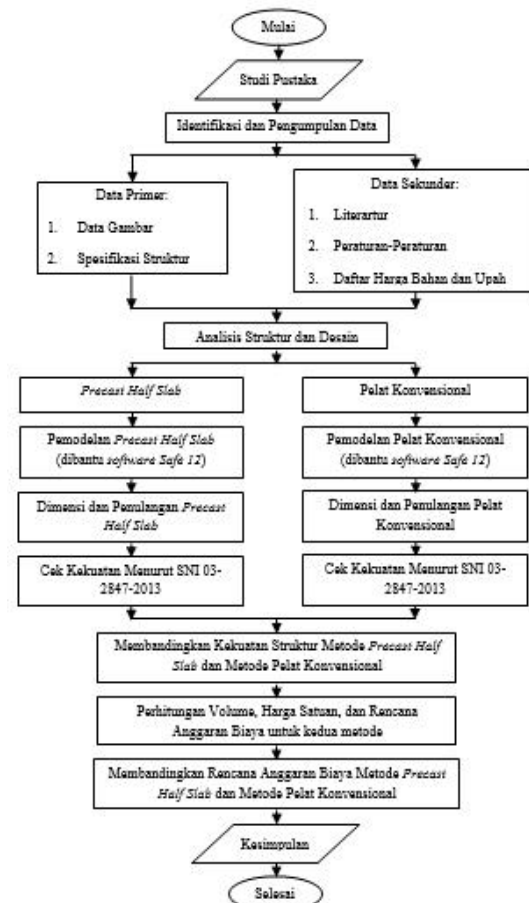 Mulai
Studi Pustaka
Identifikasi dan Pengumpulan Data
Data Primer:
1. Data Gambar
2. Spesifikasi Struktur
Data Sekunder:
1. Literartur
2. Peraturan-Peraturan
3. Daftar Harga Bahan dan Upah
Analisis Struktur dan Desain
Precast Half Slab
Pemodelan Precast Half Slab
(dibantu software Safe 12)
Dimensi dan Penulangan Precast
Half Slab
Cek Kekuatan Menurut SNI 03-
2847-2013
Pelat Konvensional
Pemodelan Pelat Konvensional
(dibantu software Safe 12)
Dimensi dan Penulangan Pelat
Konvensional
Cek Kekuatan Menurut SNI 03-
2847-2013
Membandingkan Kekuatan Struktur Metode Precast Half
Slab dan Metode Pelat Konvensional
Perhitungan Volume, Harga Satuan, dan Rencana
Anggaran Biaya untuk kedua metode
Membandingkan Rencana Anggaran Biaya Metode Precast
Half Slab dan Metode Pelat Konvensional
Kesimpulan
Selesai